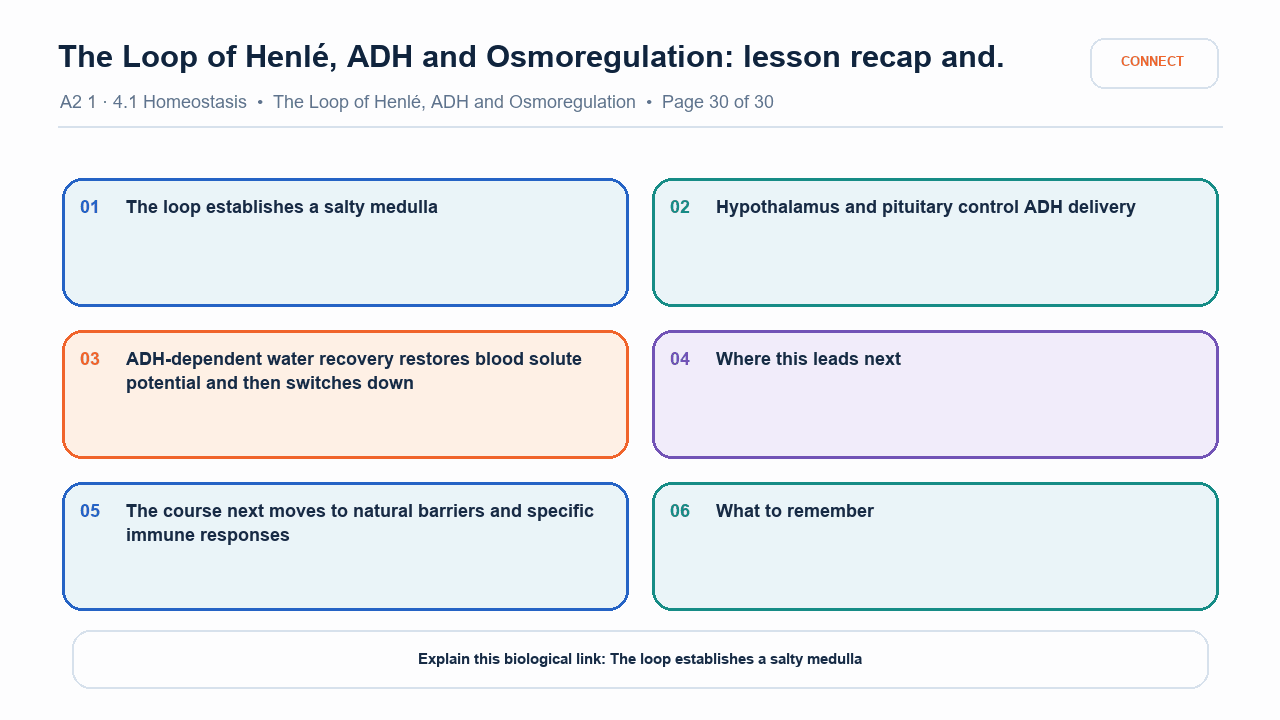 The Loop of Henlé, ADH and Osmoregulation: lesson recap and.
CONNECT
A2 1 · 4.1 Homeostasis • The Loop of Henlé, ADH and Osmoregulation • Page 30 of 30
01 The loop establishes a salty medulla
02 Hypothalamus and pituitary control ADH delivery
03 ADH-dependent water recovery restores blood solute
potential and then switches down
04 Where this leads next
05 The course next moves to natural barriers and specific
immune responses
06 What to remember
Explain this biological link: The loop establishes a salty medulla